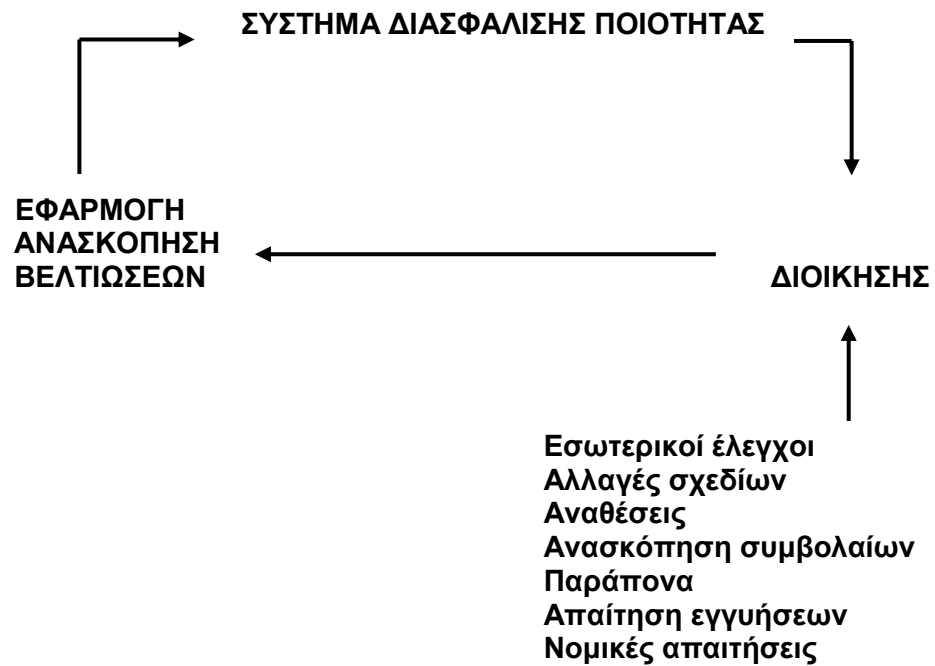 ΣΥΣΤΗΜΑ ΔΙΑΣΦΑΛΙΣΗΣ ΠΟΙΟΤΗΤΑΣ
ΕΦΑΡΜΟΓΗ
ΑΝΑΣΚΟΠΗΣΗ
ΒΕΛΤΙΩΣΕΩΝ
ΔΙΟΙΚΗΣΗΣ
Εσωτερικοί έλεγχοι
Αλλαγές σχεδίων
Αναθέσεις
Ανασκόπηση συμβολαίων
Παράπονα
Απαίτηση εγγυήσεων
Νομικές απαιτήσεις